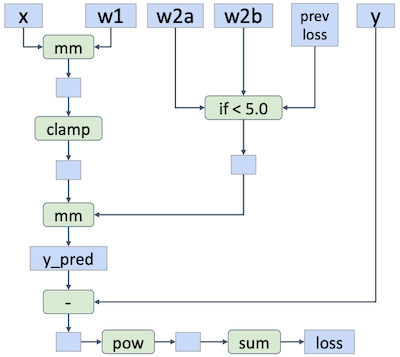 x
w1
w2a
w2b
prev
loss
y
mm
if < 5.0
clamp
mm
y_pred
-
pow
sum
loss